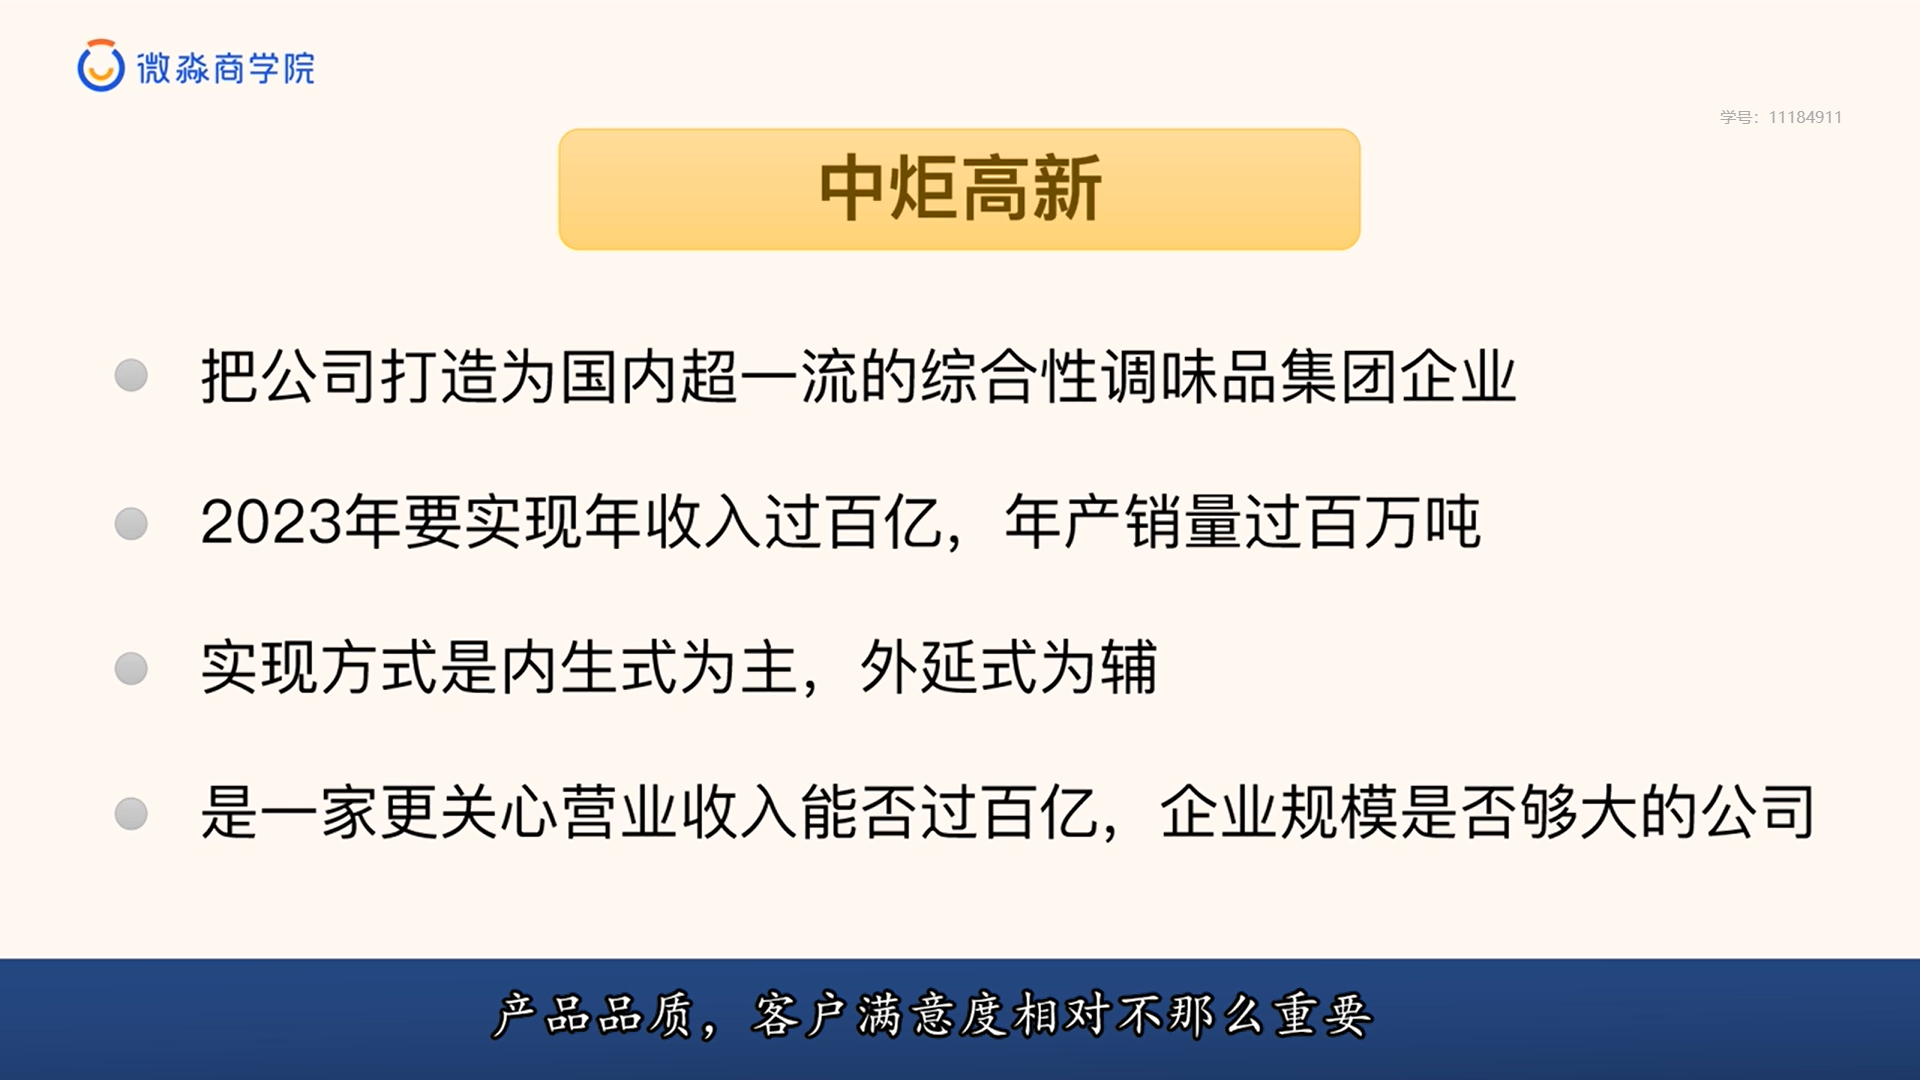 微淼商学院
学号：11184911
中炬高新
把公司打造为国内超一流的综合性调味品集团企业
2023年要实现年收入过百亿，年产销量过百万吨
实现方式是内生式为主，外延式为辅
是一家更关心营业收入能否过百亿，企业规模是否够大的公司
产品品质，客户满意度相对不那么重要